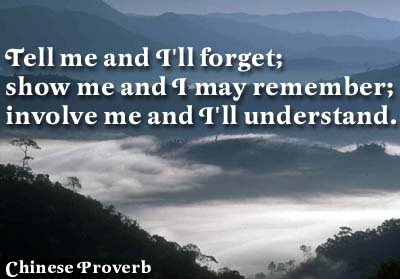 Tell me and I'll forget;
show me and I may remember;
involve me and I'll understand.
Chinese Proverb